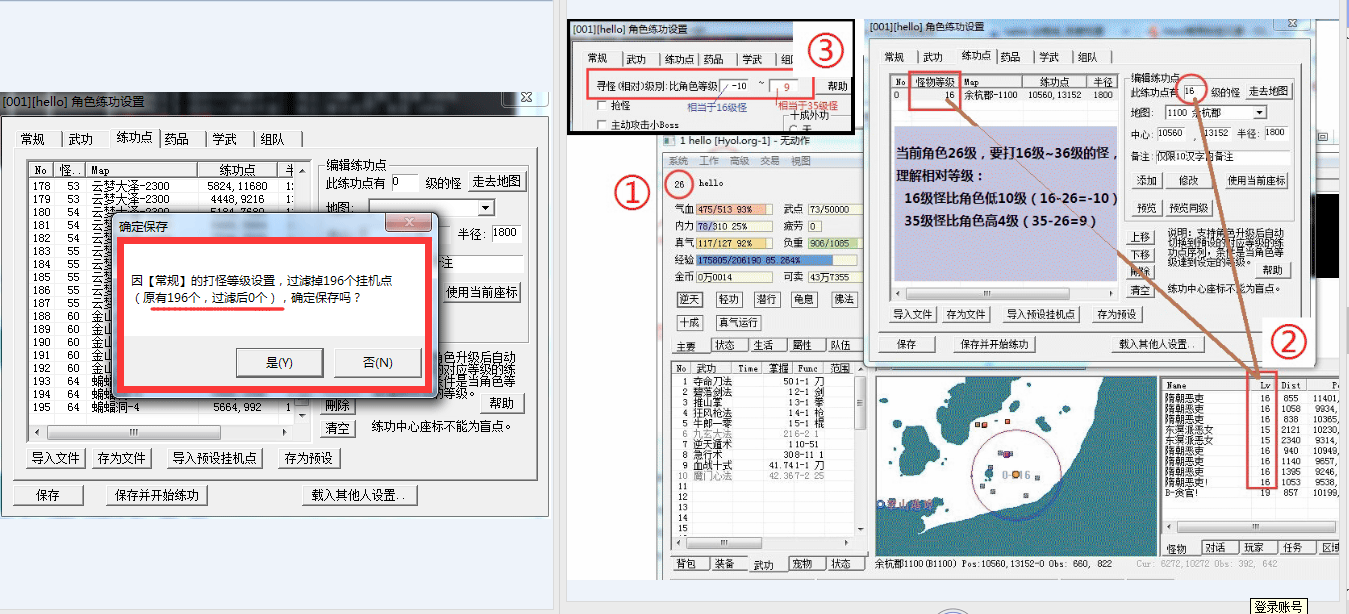 [001][hello] 角色练功设置
常规 武功 练功点 药品 学武 组队
No 怪.. Map 练功点 半
178 53 云梦大泽-2300 5824,11680
179 53 云梦大泽-2300 4448,9216
180 54 云梦大泽-2300 5184,7680
181 54
182 54
183 55
184 55
185 55
186 55
187 55
188 60 金山
189 60 金山
190 60 金山
191 60 金山
192 60 金山
193 64 蝙蝠
194 64 蝙蝠
195 64 蝙蝠洞-4 5664,992
编辑练功点
此练功点有 0 级的怪 走去地图
地图:
半径: 1800
注
使用当前座标
角色升级后自动
的对应等级的练
条件是当角色等
的等级。
删除 帮助
清空 练功中心座标不能为盲点。
导入文件 存为文件 导入预设挂机点 存为预设
保存 保存并开始练功 载入其他人设置..
确定保存
因【常规】的打怪等级设置，过滤掉196个挂机点
（原有196个，过滤后0个），确定保存吗？
是(Y) 否(N)
[001][hello] 角色练功设置
常规 武功 练功点 药品 学武 组
③
寻怪(相对)级别:比角色等级 -10 ~ 9 帮助
抢怪 相当于16级怪 相当于35级怪
主动攻击小Boss 十成外功
1 hello [Hyol.org-1] - 无动作
系统 工作 高级 交易 视图
①
26 hello
气血 475/513 93% 武点 73/50000
内力 78/310 25% 疲劳 0
真气 117/127 92% 负重 906/1085
经验 175805/206190 85.264%
金币 0万0014 可卖 43万7355
逆天 轻功 潜行 龟息 佛法
十成 真气运行
主要 状态 生活 属性 队伍
No 武功 Time 掌握 Func 范围
1 夺命刀法 50 1-1 刀
2 碧落剑法 12-1 剑
3 推山掌 13-1 零
4 狂风枪法 14-1 枪
5 牛郎一零 15-1 棍
6 九玄大法 216-2 1
7 逆天遁术 110-51
8 急行术 308-11 1
9 血战十式 41.74 1-1 刀
10 魔门心法 42.36 7-2 25
11
12
13
14
15
背包 装备 武功 宠物 状态
[001][hello] 角色练功设置
常规 武功 练功点 药品 学武 组队
No 怪物等级 Map 练功点 半径
16 余杭郡-1100 10560,13152 1800
当前角色26级，要打16级~36级的怪，
理解相对等级：
16级怪比角色低10级（16-26=-10）
35级怪比角色高4级（35-26=9）
编辑练功点
此练功点有 16 级的怪 走去地图
地图: 1100 余杭郡
中心: 10560 , 13152 半径: 1800
备注: 仅限10汉字内备注
添加 修改 使用当前座标
预览 预览同级
上移 说明：支持角色升级后自动
下移 切换到预设的对应等级的练
功点序列，条件是当角色等
删除 级达到设定的等级。 帮助
清空 练功中心座标不能为盲点。
导入文件 存为文件 导入预设挂机点 存为预设
保存 保存并开始练功 载入其他人设置..
②
0-16
Name Lv Dist
隋朝恶吏 16 855 11401,
隋朝恶吏 16 1058 9934,
隋朝恶吏 16 838 10365,
东溟派恶女 15 2121 10230,
东溟派恶女 15 2340 9314,
隋朝恶吏 16 940 10949,
隋朝恶吏 16 1140 9657,
隋朝恶吏 16 1395 9246,
隋朝恶吏! 16 1053 9538,
B-贪官! 19 857 10199,
怪物 对话 玩家 任务 区域
余杭郡1100(B1100) Pos:10560,13152-0 Obs: 660, 822
Cur: 6272,10272 Obs: 392, 642
登录账号